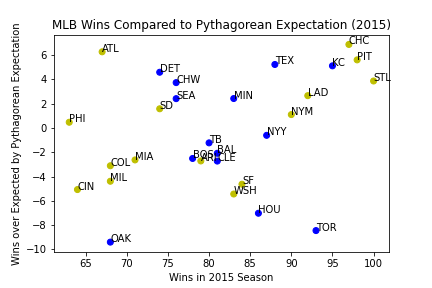 MLB Wins Compared to Pythagorean Expectation (2015)
Wins over Expected by Pythagorean Expectation
6
4
2
0
−2
−4
−6
−8
−10
CHC
ATL
PIT
TEX
KC
DET
CHW
STL
LAD
SEA
MIN
SD
NYM
PHI
NYY
TB
BAL
BOS
CLE
MIA
COL
MIL
SF
CIN
WSH
HOU
TOR
OAK
65 70 75 80 85 90 95 100
Wins in 2015 Season